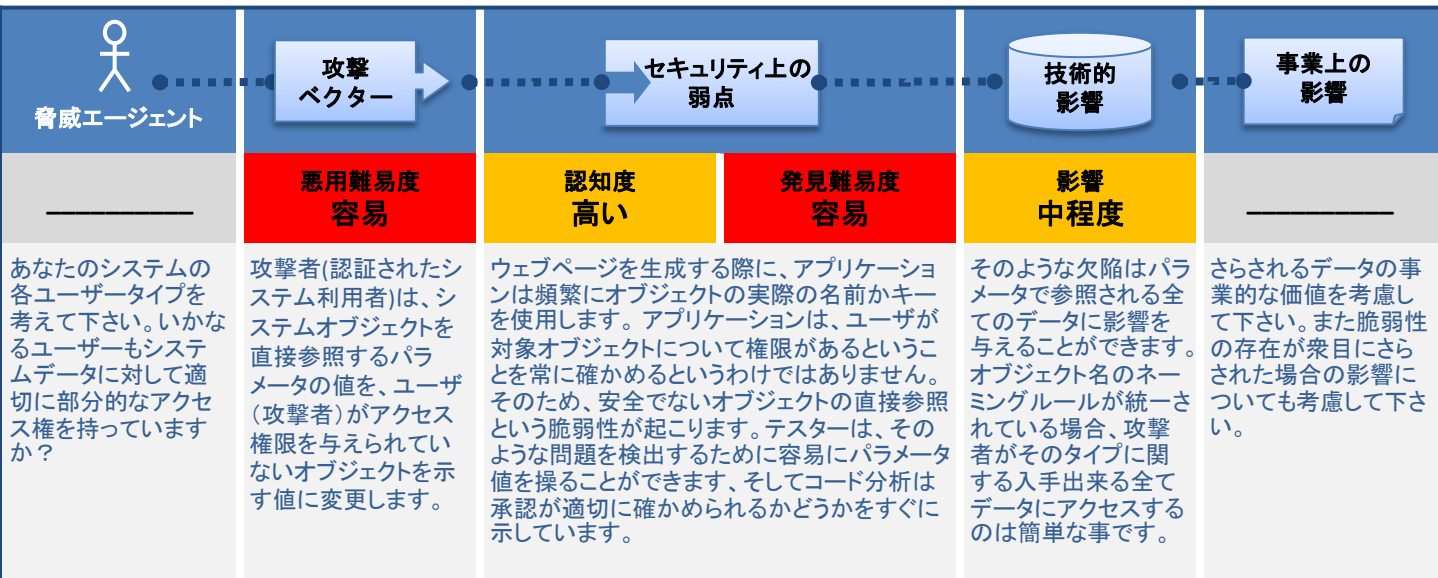 脅威エージェント
攻撃
ベクター
セキュリティ上の
弱点
技術的
影響
事業上の
影響
__________
悪用難易度
容易
認知度
高い
発見難易度
容易
影響
中程度
__________
あなたのシステムの
各ユーザータイプを
考えて下さい。いかな
るユーザーもシステ
ムデータに対して適
切に部分的なアクセ
ス権を持っています
か？
攻撃者(認証されたシ
ステム利用者)は、シ
ステムオブジェクトを
直接参照するパラ
メータの値を、ユーザ
（攻撃者）がアクセス
権限を与えられてい
ないオブジェクトを示
す値に変更します。
ウェブページを生成する際に、アプリケーショ
ンは頻繁にオブジェクトの実際の名前かキー
を使用します。 アプリケーションは、ユーザが
対象オブジェクトについて権限があるというこ
とを常に確かめるというわけではありません。
そのため、安全でないオブジェクトの直接参照
という脆弱性が起こります。テスターは、その
ような問題を検出するために容易にパラメータ
値を操ることができます、そしてコード分析は
承認が適切に確かめられるかどうかをすぐに
示しています。
そのような欠陥はパラ
メータで参照される全
てのデータに影響を
与えることができます。
オブジェクト名のネー
ミングルールが統一さ
れている場合、攻撃
者がそのタイプに関
する入手出来る全て
データにアクセスする
のは簡単な事です。
さらされるデータの事
業的な価値を考慮し
て下さい。また脆弱性
の存在が衆目にさら
された場合の影響に
ついても考慮して下さ
い。